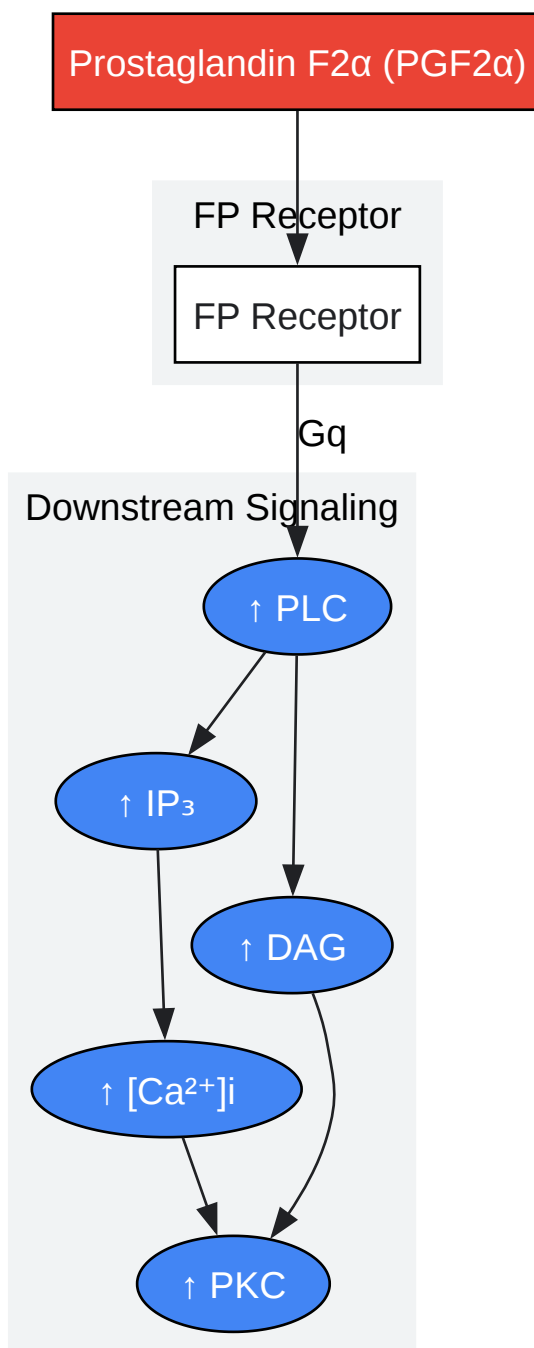 Prostaglandin F2α (PGF2α)
FP Receptor
FP Receptor
Gq
Downstream Signaling
↑ PLC
↑ IP₃
↑ DAG
↑ [Ca²⁺]i
↑ PKC